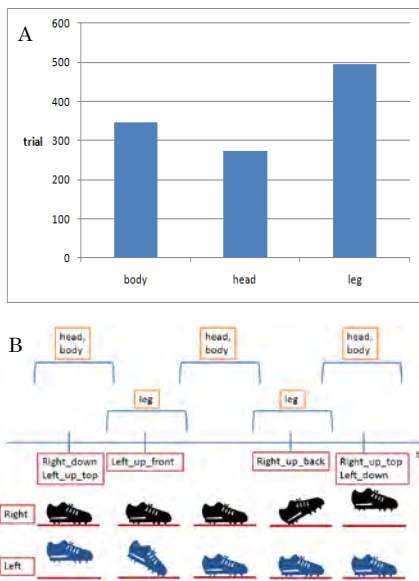 A
600
500
400
300
200
100
0
trial
body head leg
B
head,
body
head,
body
head,
body
leg
leg
t
Right_down
Left_up_top
Left_up_front
Right_up_back
Right_up_top
Left_down
Right
Left